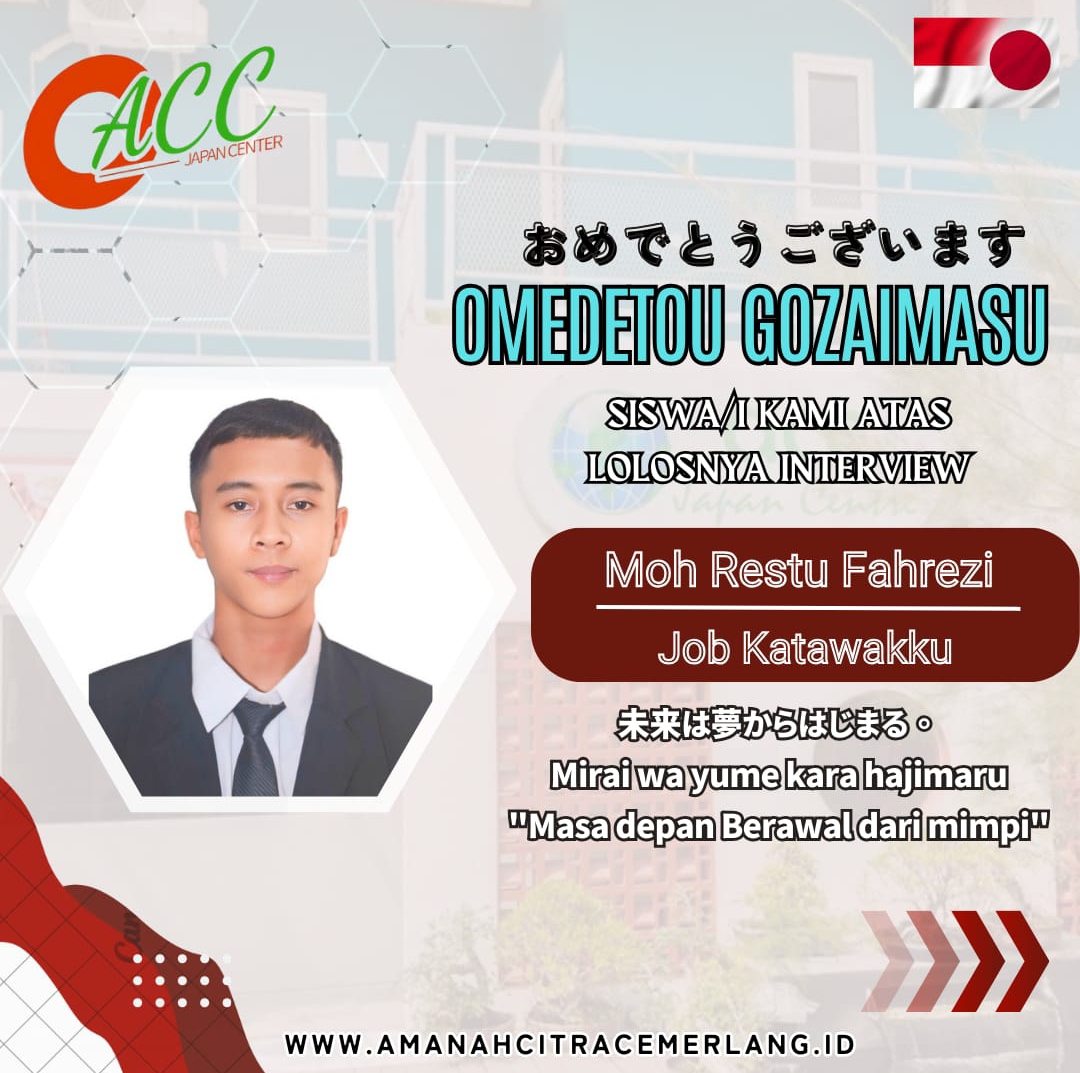 ACC
JAPAN CENTER
おめでとうございます
OMEDETOU GOZAIMASU
SISWA/I KAMI ATAS
LOLOSNYA INTERVIEW
Japan Centre
Moh Restu Fahrezi
Job Katawakku
未来は夢からはじまる。
Mirai wa yume kara hajimaru
"Masa depan Berawal dari mimpi"
WWW.AMANAHCITRACEMERLANG.ID